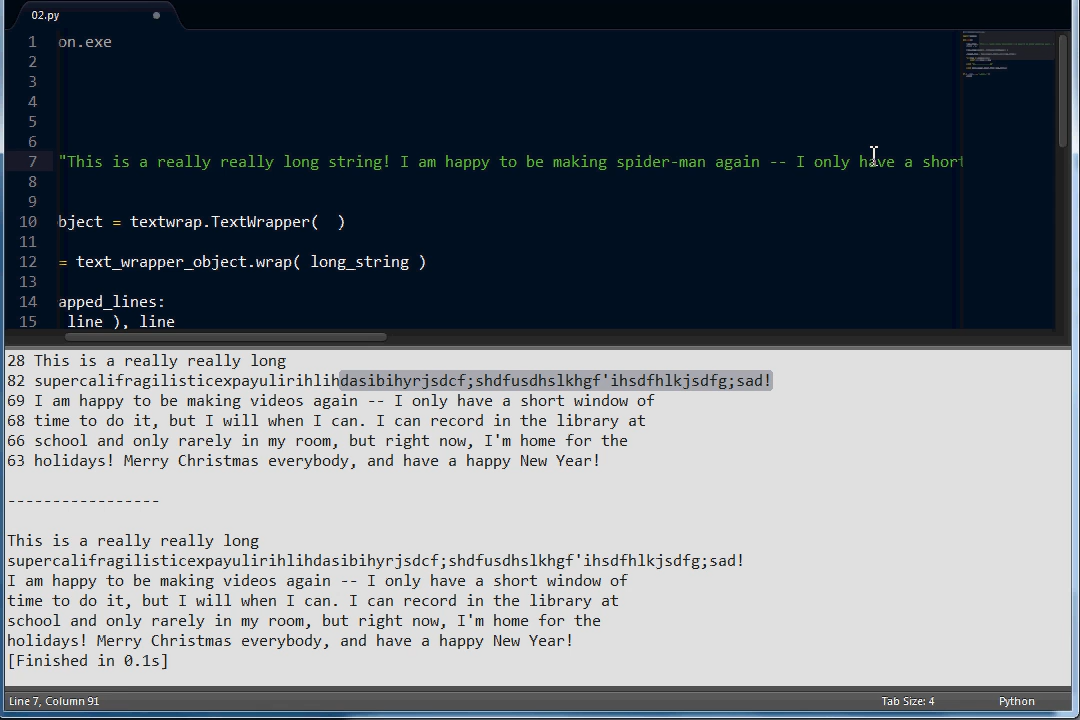 02.py
1 on.exe
2
3
4
5
6
7 "This is a really really long string! I am happy to be making spider-man again -- I only have a short
8
9
10 bject = textwrap.TextWrapper(  )
11
12 = text_wrapper_object.wrap( long_string )
13
14 apped_lines:
15 line ), line
28 This is a really really long
82 supercalifragilisticexpayulirihlihdasibihyrjsdcf;shdfusdhslkhgf'ihsdfhlkjsdfg;sad!
69 I am happy to be making videos again -- I only have a short window of
68 time to do it, but I will when I can. I can record in the library at
66 school and only rarely in my room, but right now, I'm home for the
63 holidays! Merry Christmas everybody, and have a happy New Year!
-----------------
This is a really really long
supercalifragilisticexpayulirihlihdasibihyrjsdcf;shdfusdhslkhgf'ihsdfhlkjsdfg;sad!
I am happy to be making videos again -- I only have a short window of
time to do it, but I will when I can. I can record in the library at
school and only rarely in my room, but right now, I'm home for the
holidays! Merry Christmas everybody, and have a happy New Year!
[Finished in 0.1s]
Line 7, Column 91 Tab Size: 4 Python